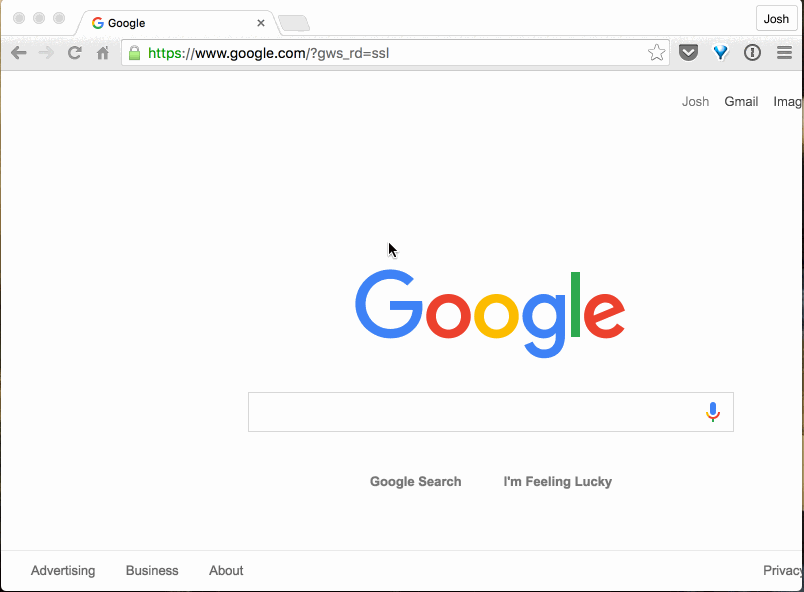 Google
Josh
https://www.google.com/?gws_rd=ssl
Josh Gmail Imag
Google
Google Search I'm Feeling Lucky
Advertising Business About Privacy